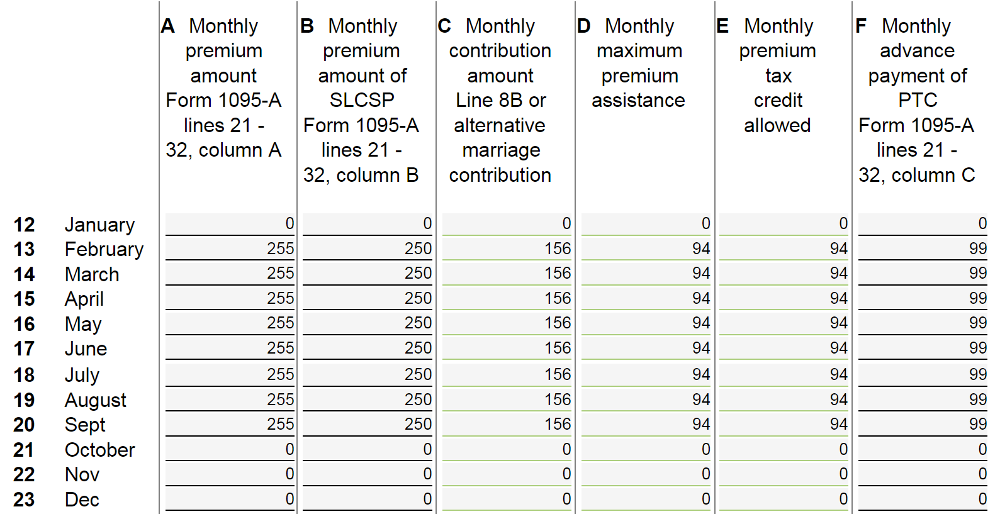 A Monthly premium amount Form 1095-A lines 21 - 32, column A
B Monthly premium amount of SLCSP Form 1095-A lines 21 - 32, column B
C Monthly contribution amount Line 8B or alternative marriage contribution
D Monthly maximum premium assistance
E Monthly premium tax credit allowed
F Monthly advance payment of PTC Form 1095-A lines 21 - 32, column C
12 January 0 0 0 0 0 0
13 February 255 250 156 94 94 99
14 March 255 250 156 94 94 99
15 April 255 250 156 94 94 99
16 May 255 250 156 94 94 99
17 June 255 250 156 94 94 99
18 July 255 250 156 94 94 99
19 August 255 250 156 94 94 99
20 Sept 255 250 156 94 94 99
21 October 0 0 0 0 0 0
22 Nov 0 0 0 0 0 0
23 Dec 0 0 0 0 0 0